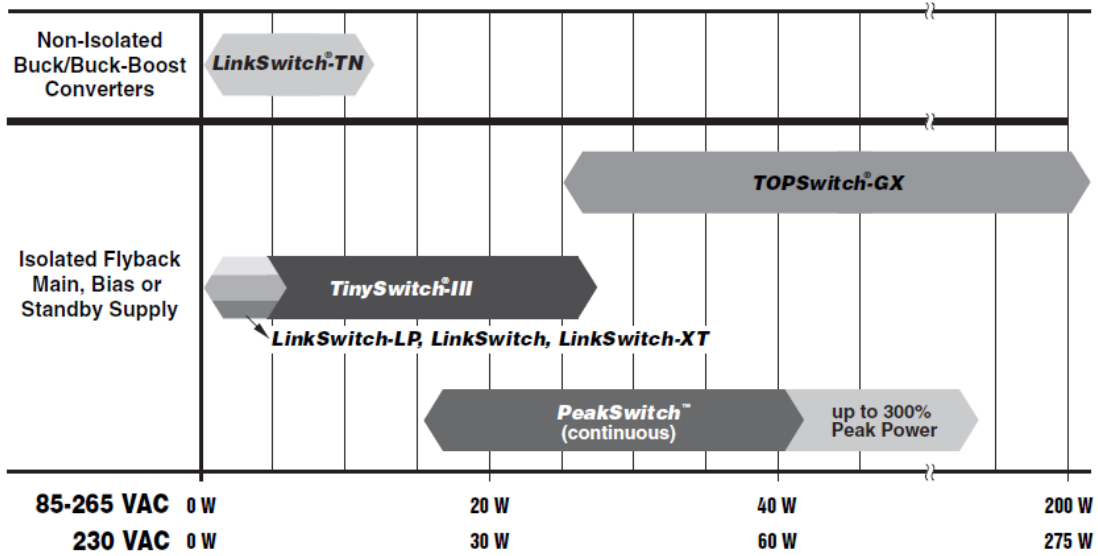 Non-Isolated
Buck/Buck-Boost
Converters
LinkSwitch®-TN
TOPSwitch®-GX
Isolated Flyback
Main, Bias or
Standby Supply
TinySwitch®-III
LinkSwitch-LP, LinkSwitch, LinkSwitch-XT
PeakSwitch™
(continuous)
up to 300%
Peak Power
85-265 VAC 0 W 20 W 40 W 200 W
230 VAC 0 W 30 W 60 W 275 W